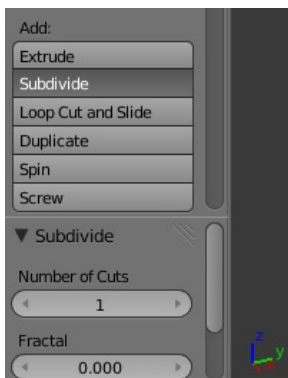 Add:
Extrude
Subdivide
Loop Cut and Slide
Duplicate
Spin
Screw
Subdivide
Number of Cuts
1
Fractal
0.000
z
y